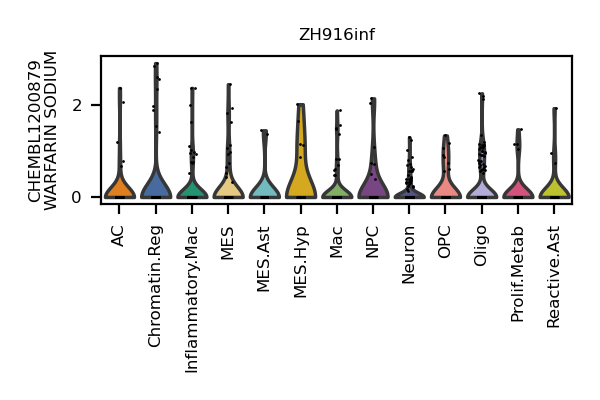 ZH916inf
CHEMBL1200879
WARFARIN SODIUM
2
0
AC
Chromatin.Reg
Inflammatory.Mac
MES
MES.Ast
MES.Hyp
Mac
NPC
Neuron
OPC
Oligo
Prolif.Metab
Reactive.Ast